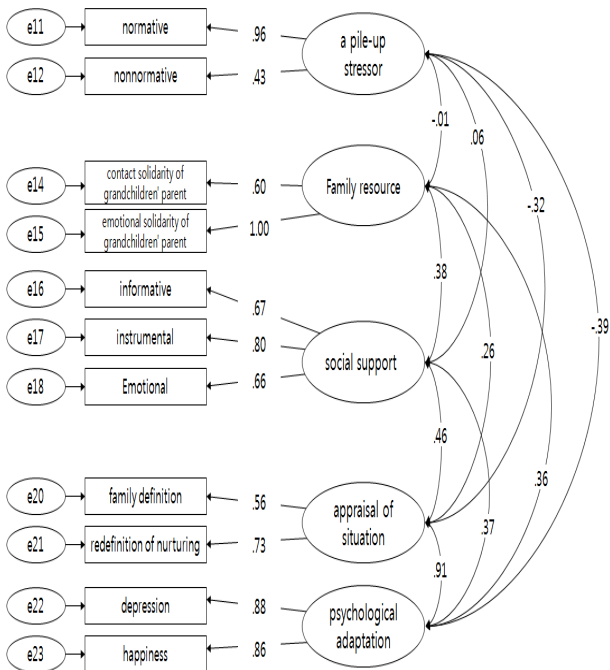 e11
normative
.96
a pile-up
stressor
e12
nonnormative
.43
-.01
.06
e14
contact solidarity of
grandchildren' parent
.60
Family resource
e15
emotional solidarity of
grandchildren' parent
1.00
-.32
.38
e16
informative
.67
e17
instrumental
.80
social support
e18
Emotional
.66
.26
-.39
.46
e20
family definition
.56
appraisal of
situation
e21
redefinition of nurturing
.73
.36
.37
.91
e22
depression
.88
psychological
adaptation
e23
happiness
.86